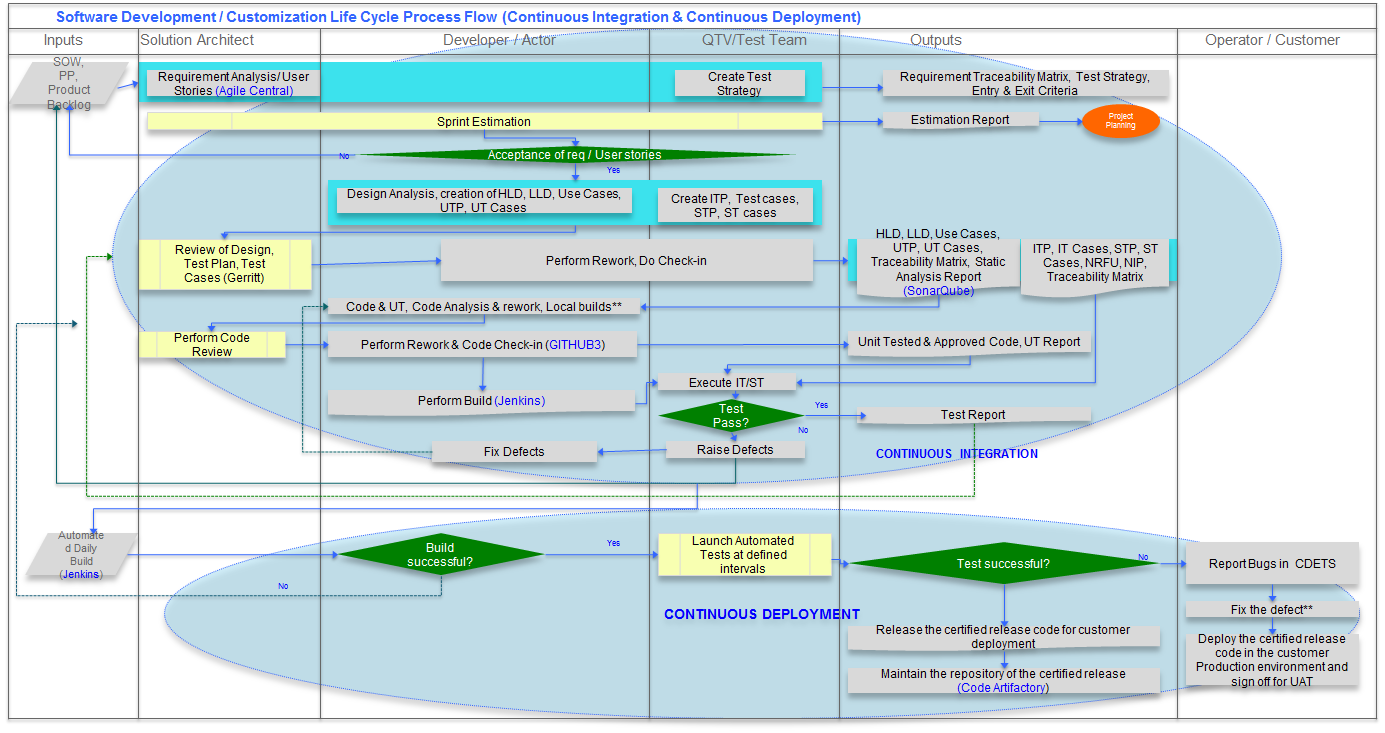 Software Development / Customization Life Cycle Process Flow (Continuous Integration & Continuous Deployment)
Inputs
Solution Architect
Developer / Actor
QTV/Test Team
Outputs
Operator / Customer
SOW,
PP,
Product
Backlog
Requirement Analysis/ User
Stories (Agile Central)
Create Test
Strategy
Requirement Traceability Matrix, Test Strategy,
Entry & Exit Criteria
Sprint Estimation
Estimation Report
Project
Planning
No
Acceptance of req / User stories
Yes
Design Analysis, creation of HLD, LLD, Use Cases,
UTP, UT Cases
Create ITP, Test cases,
STP, ST cases
Review of Design,
Test Plan, Test
Cases (Gerritt)
Perform Rework, Do Check-in
HLD, LLD, Use Cases,
UTP, UT Cases,
Traceability Matrix, Static
Analysis Report
(SonarQube)
ITP, IT Cases, STP, ST
Cases, NRFU, NIP,
Traceability Matrix
Code & UT, Code Analysis & rework, Local builds**
Perform Code
Review
Perform Rework & Code Check-in (GITHUB3)
Unit Tested & Approved Code, UT Report
Execute IT/ST
Perform Build (Jenkins)
Test
Pass?
Yes
Test Report
No
Fix Defects
Raise Defects
CONTINUOUS INTEGRATION
Automate
d Daily
Build
(Jenkins)
Build
successful?
Yes
No
Launch Automated
Tests at defined
intervals
Test successful?
No
Report Bugs in CDETS
CONTINUOUS DEPLOYMENT
Fix the defect**
Release the certified release code for customer
deployment
Deploy the certified release
code in the customer
Production environment and
sign off for UAT
Maintain the repository of the certified release
(Code Artifactory)